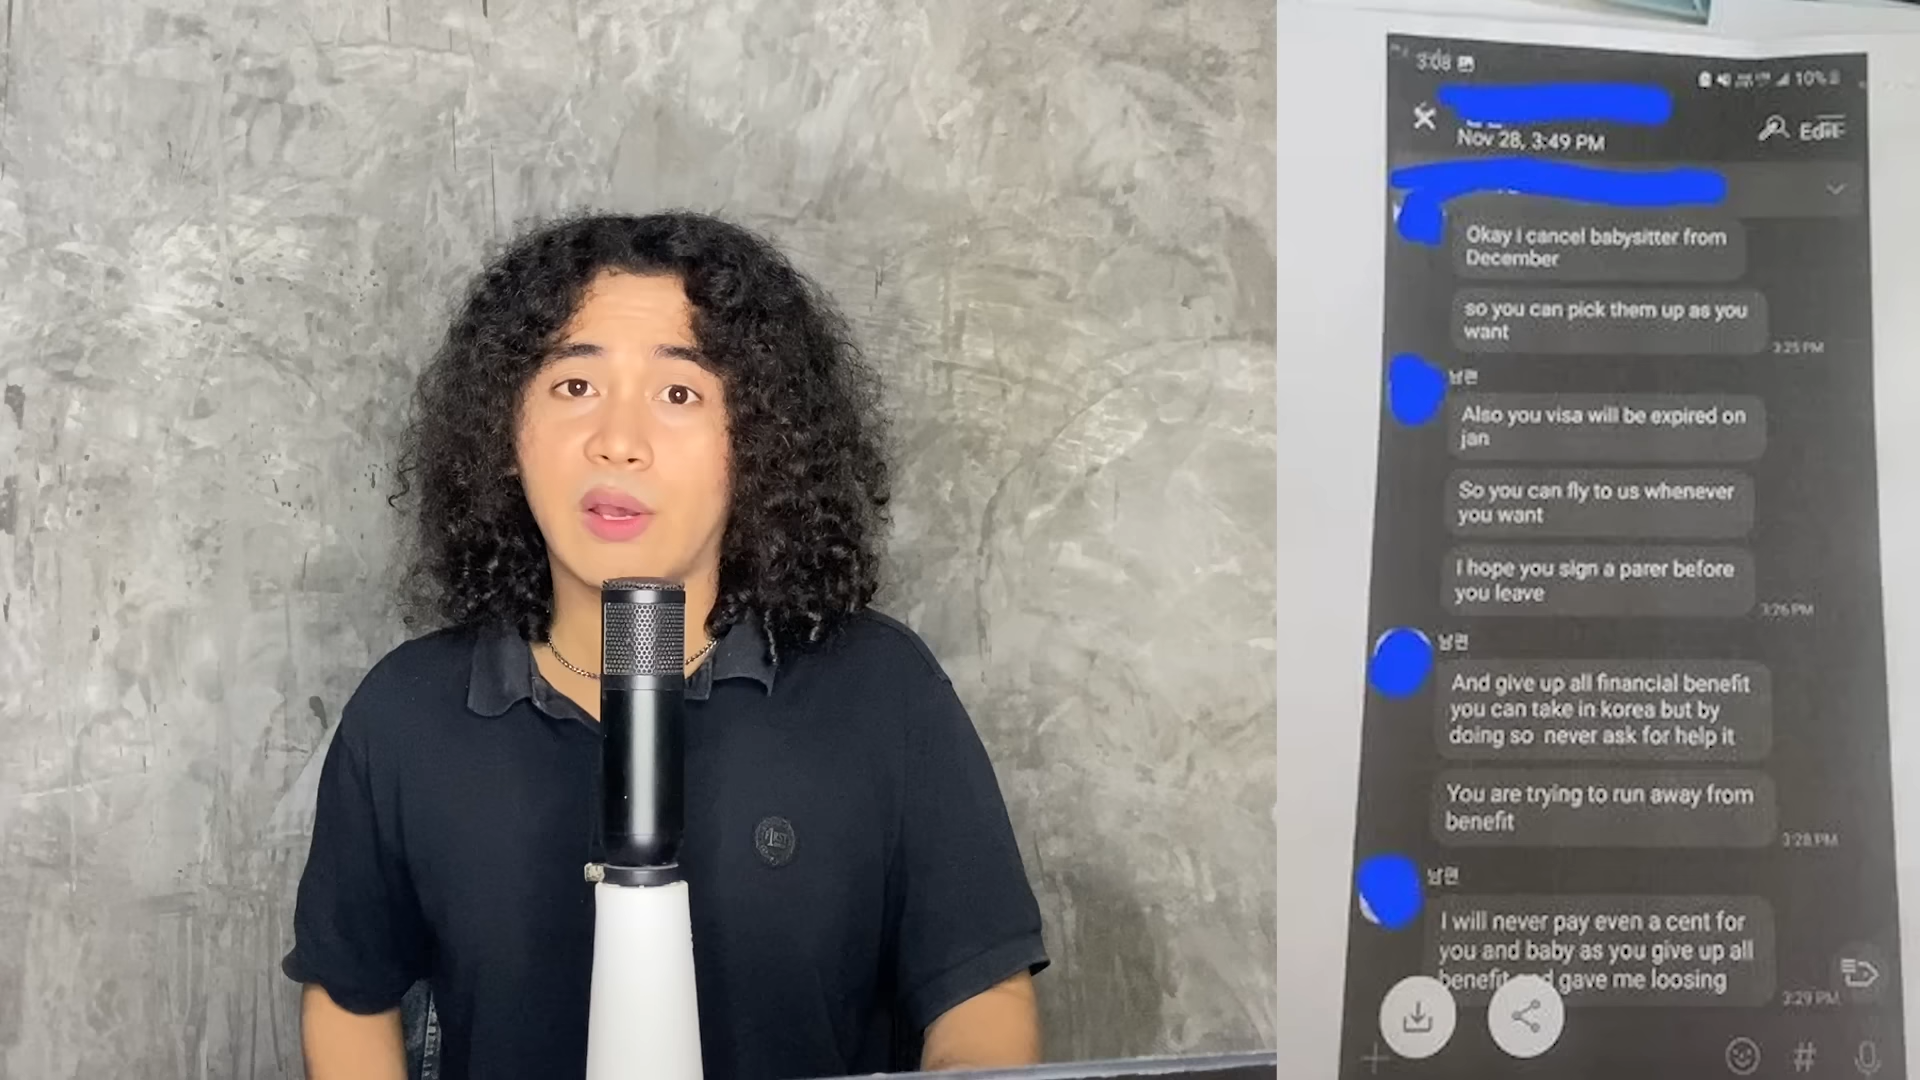 3:08
10%
Nov 28, 3:49 PM
Edit
Okay i cancel babysitter from
December
so you can pick them up as you
want
3:25 PM
남편
Also you visa will be expired on
jan
So you can fly to us whenever
you want
I hope you sign a parer before
you leave
3:26 PM
남편
And give up all financial benefit
you can take in korea but by
doing so never ask for help it
You are trying to run away from
benefit
3:28 PM
남편
I will never pay even a cent for
you and baby as you give up all
benefit gave me loosing
3:29 PM
#
1ST